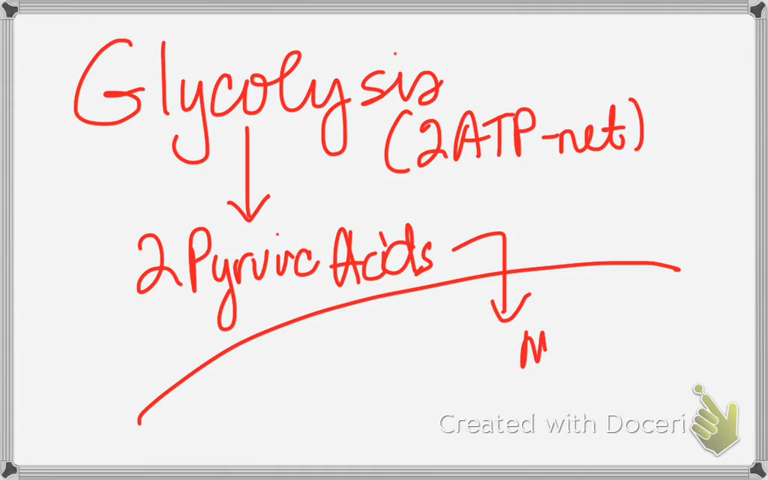 Glycolysis
(2ATP-net)
2 Pyruvic Acids
M
Created with Doceri